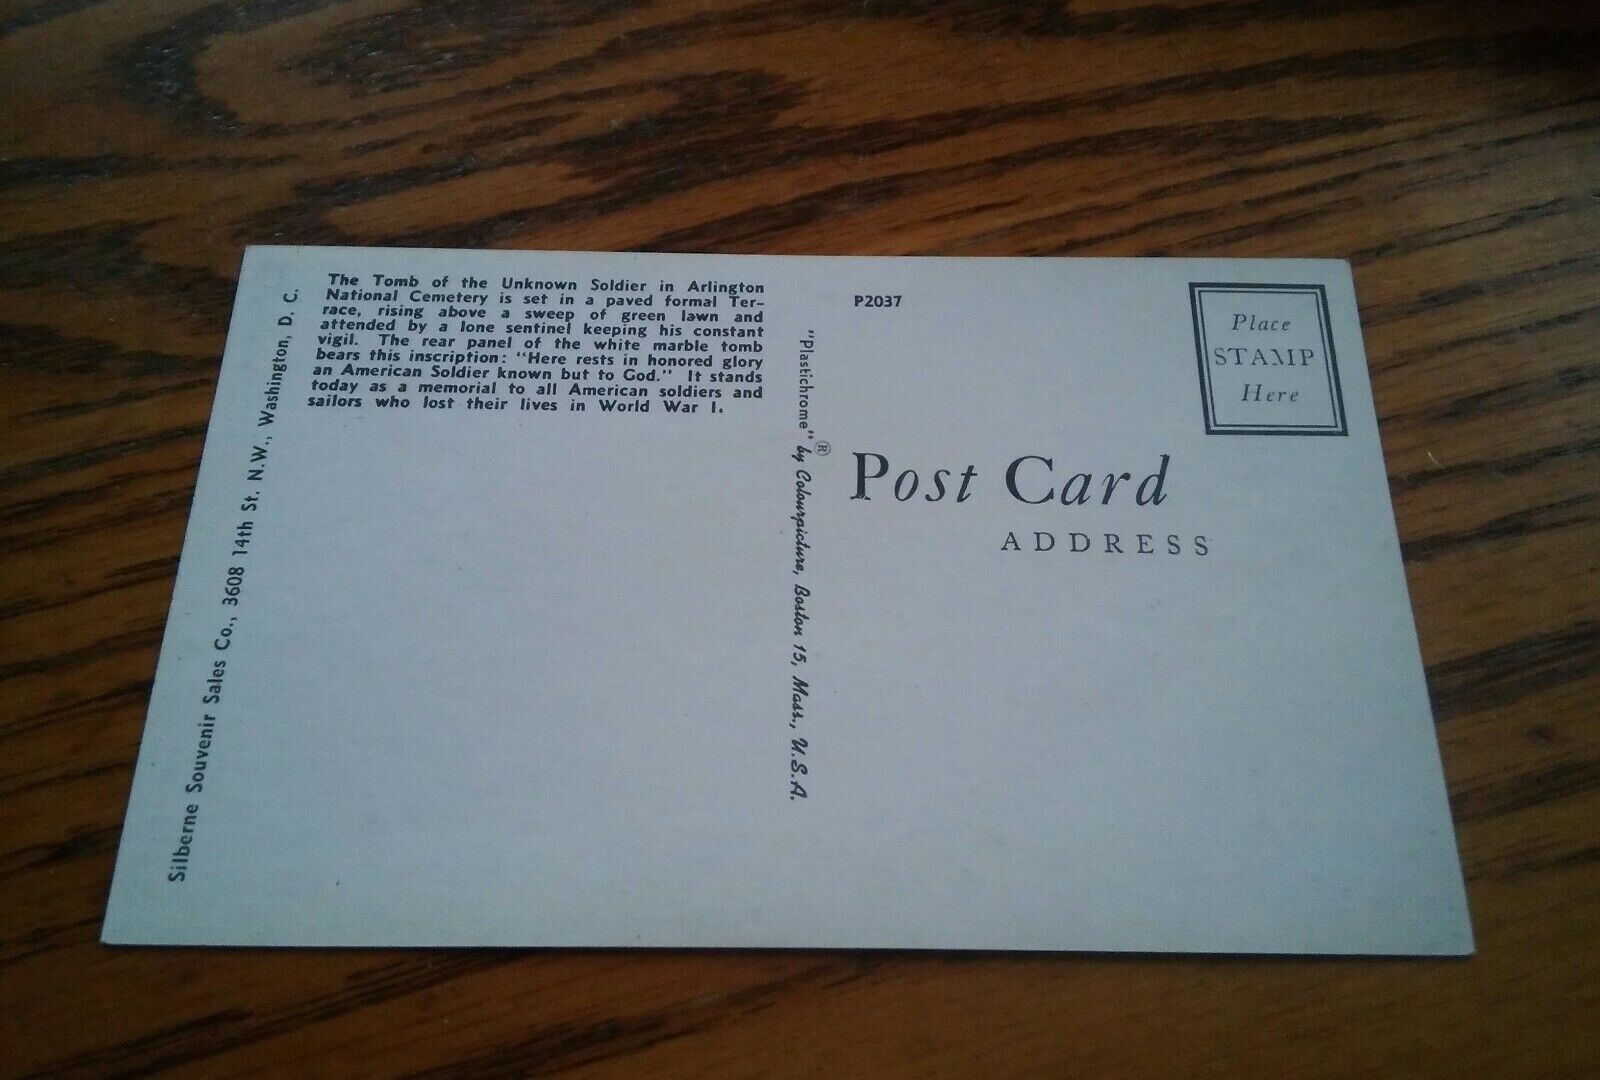 The Tomb of the Unknown Soldier in Arlington
National Cemetery is set in a paved formal Ter-
race, rising above a sweep of green lawn and
attended by a lone sentinel keeping his constant
vigil. The rear panel of the white marble tomb
bears this inscription: "Here rests in honored glory
an American Soldier known but to God." It stands
today as a memorial to all American soldiers and
sailors who lost their lives in World War I.
Silberne Souvenir Sales Co., 3608 14th St. N.W., Washington, D. C.
"Plastichrome" ® by Colourpicture, Boston 15, Mass., U.S.A.
P2037
Place
STAMP
Here
Post Card
ADDRESS